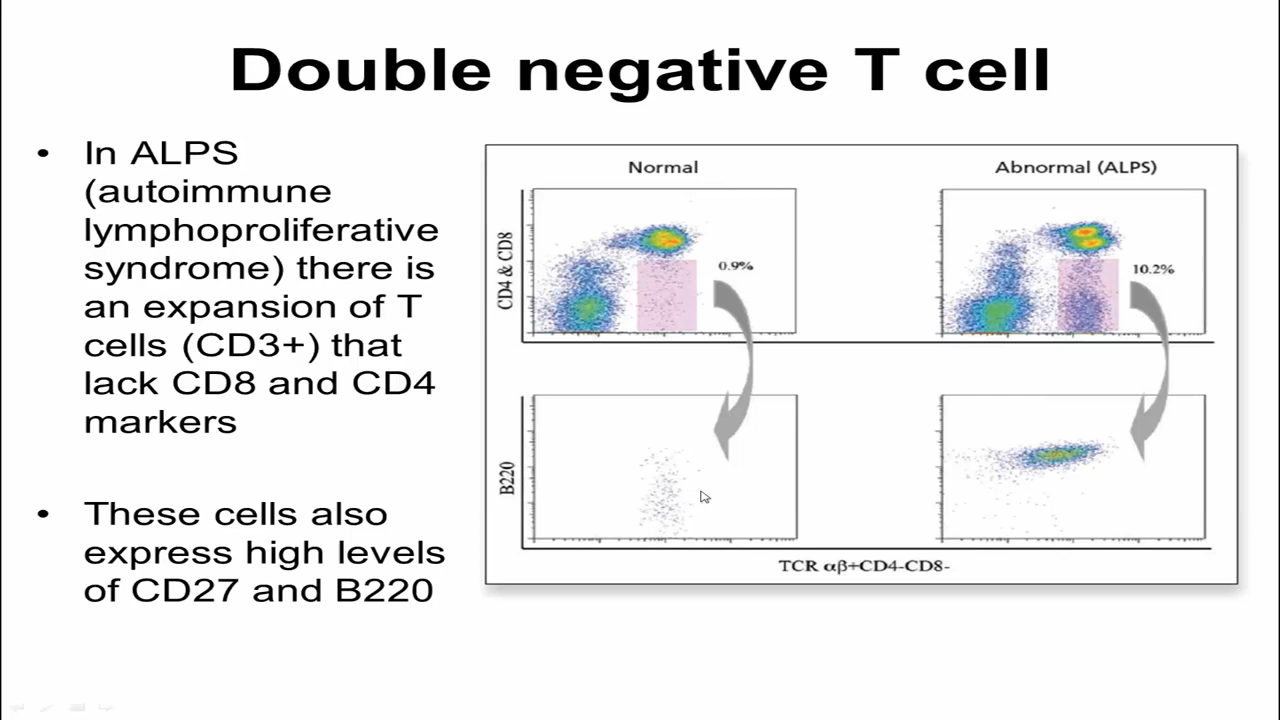 Double negative T cell
• In ALPS
(autoimmune
lymphoproliferative
syndrome) there is
an expansion of T
cells (CD3+) that
lack CD8 and CD4
markers
• These cells also
express high levels
of CD27 and B220
Normal
Abnormal (ALPS)
CD4 & CD8
0.9%
10.2%
B220
TCR αβ+CD4-CD8-